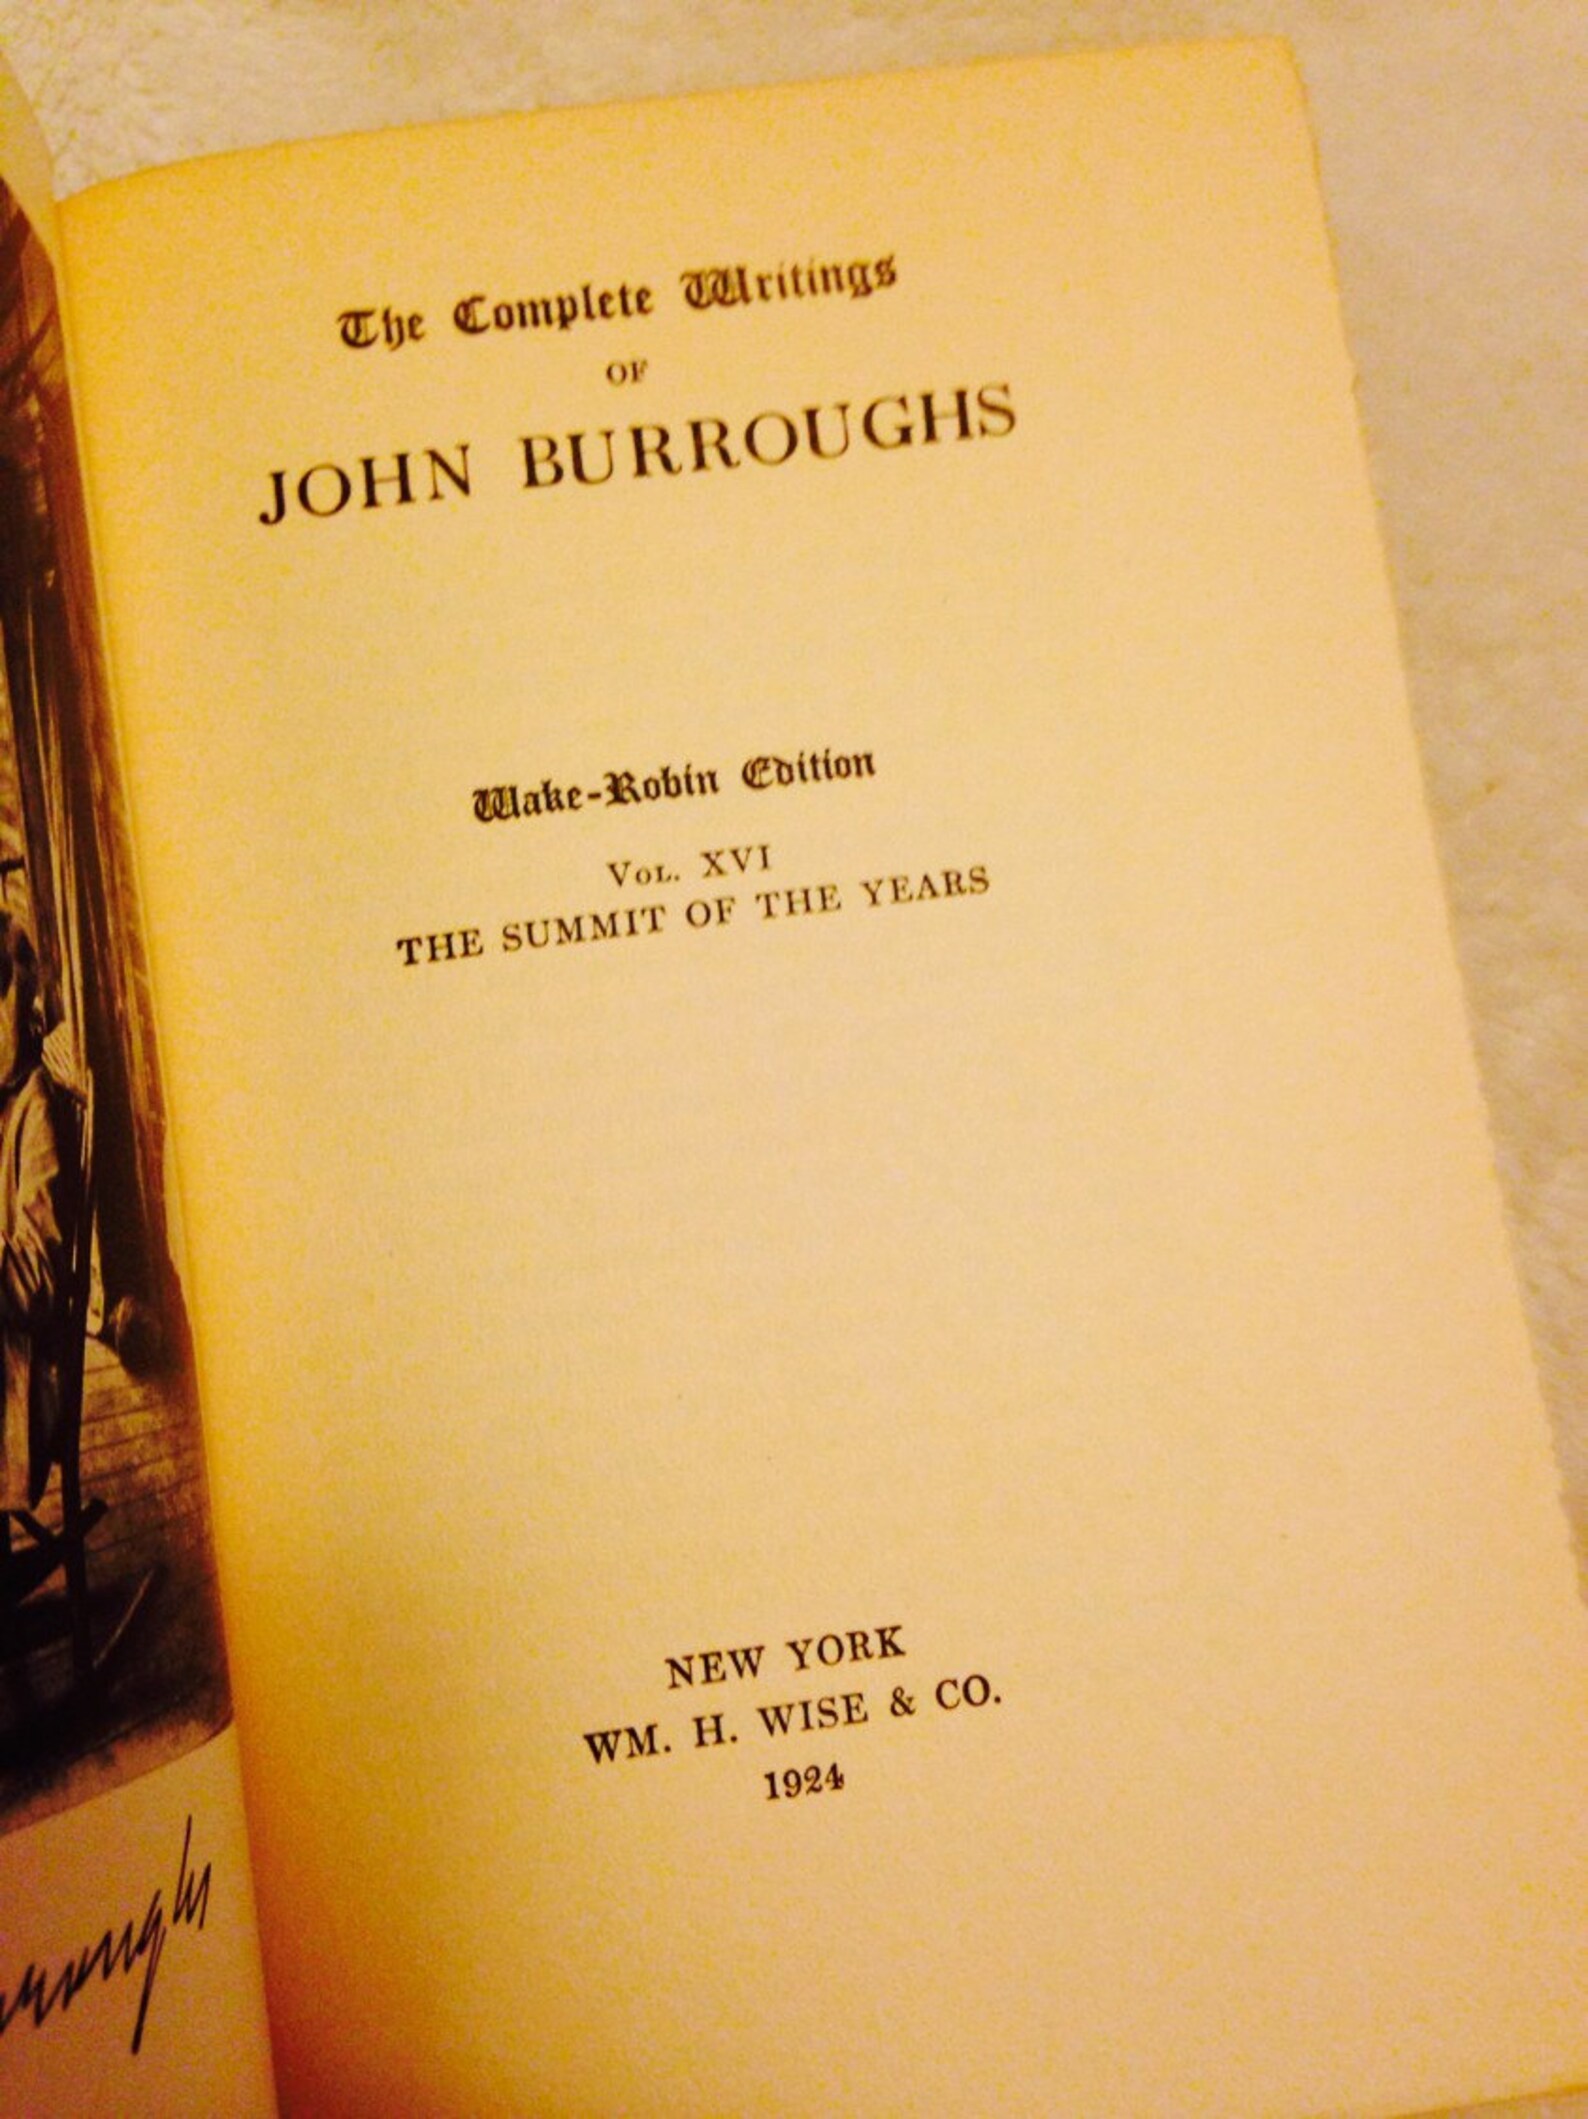 The Complete Writings
OF
JOHN BURROUGHS
Wake-Robin Edition
VOL. XVI
THE SUMMIT OF THE YEARS
NEW YORK
WM. H. WISE & CO.
1924